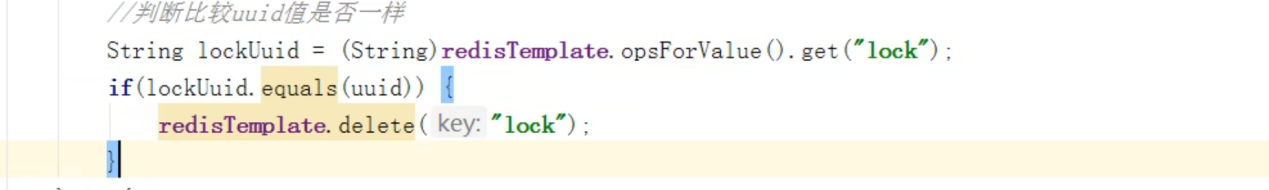 //判断比较uuid值是否一样
String lockUuid = (String)redisTemplate.opsForValue().get("lock");
if(lockUuid.equals(uuid)) {
redisTemplate.delete( key: "lock");
}